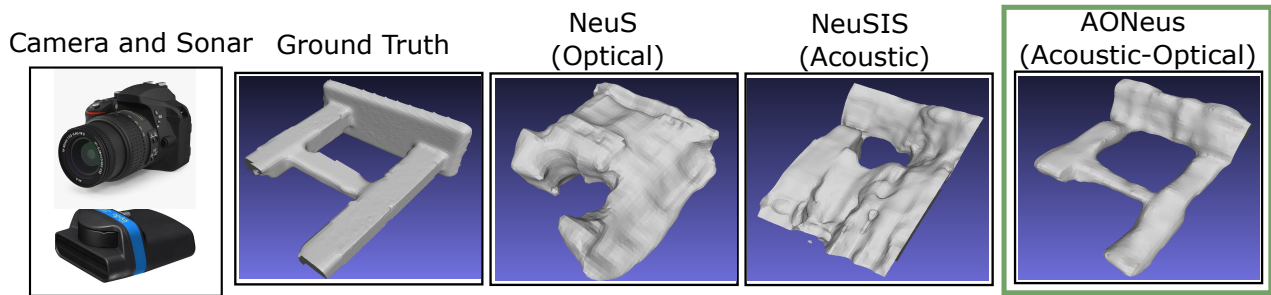 Camera and Sonar
Ground Truth
NeuS
(Optical)
NeuSIS
(Acoustic)
AONeus
(Acoustic-Optical)